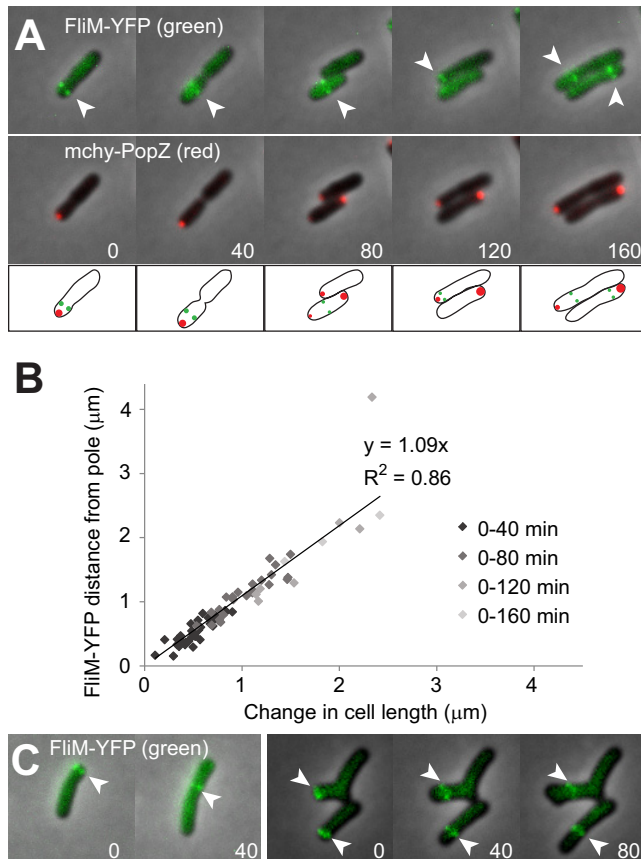 A
FliM-YFP (green)
mchy-PopZ (red)
0
40
80
120
160
B
FliM-YFP distance from pole (μm)
4
3
2
1
0
y = 1.09x
R² = 0.86
0-40 min
0-80 min
0-120 min
0-160 min
0 1 2 3 4
Change in cell length (μm)
C
FliM-YFP (green)
0
40
0
40
80